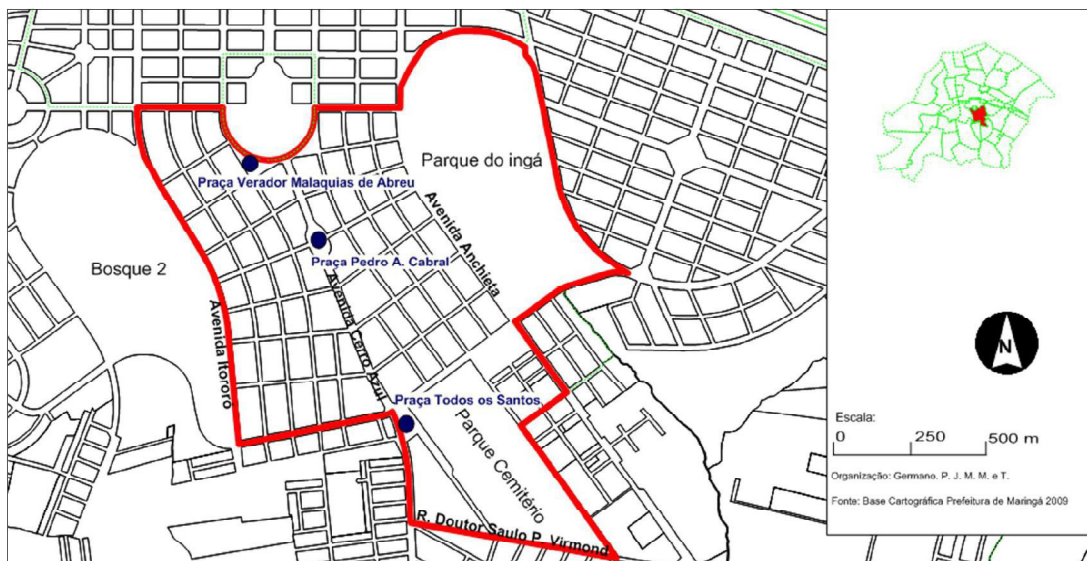 Parque do ingá
Praça Verador Malaquias de Abreu
Avenida Anchieta
Bosque 2
Praça Pedro A. Cabral
Avenida Itororó
Avenida Cerro Azul
Praça Todos os Santos
Parque Cemitério
R. Doutor Saulo P. Virmond
N
Escala:
0 250 500 m
Organização: Germano, P. J. M. M. e T.
Fonte: Base Cartográfica Prefeitura de Maringá 2009